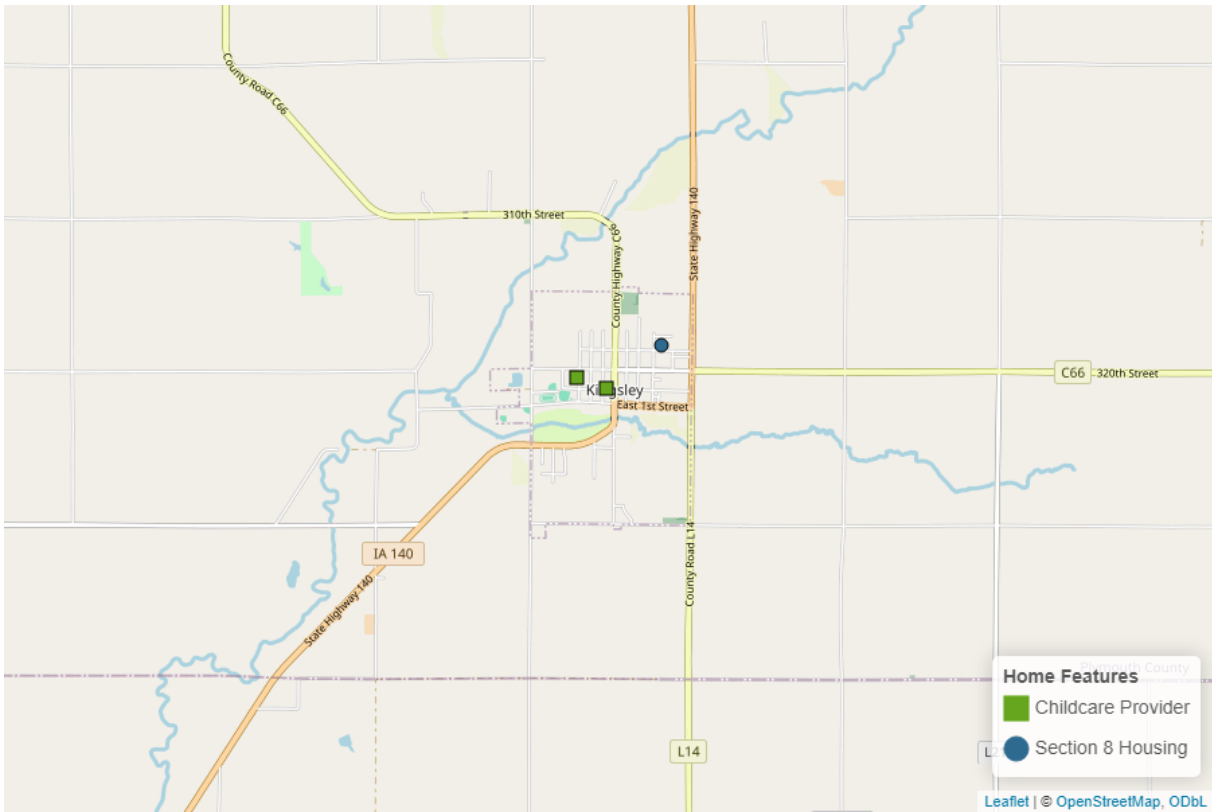 County Road C66
310th Street
County Highway C66
State Highway 140
C66
320th Street
Kingsley
East 1st Street
IA 140
State Highway 140
County Road L14
Plymouth County
Home Features
Childcare Provider
Section 8 Housing
L14
Leaflet | © OpenStreetMap, ODbL